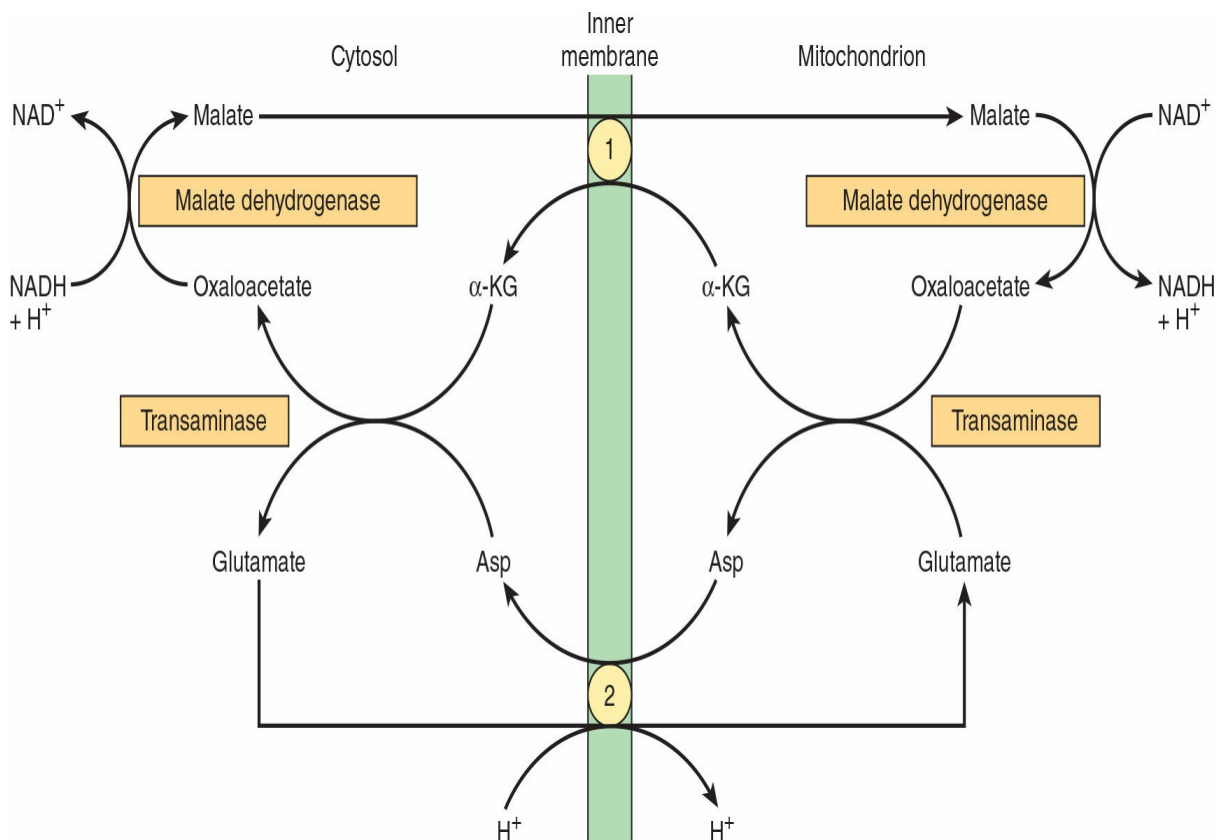 Inner
membrane
Cytosol
Mitochondrion
NAD⁺
Malate
Malate
NAD⁺
1
Malate dehydrogenase
Malate dehydrogenase
NADH
+ H⁺
Oxaloacetate
α-KG
α-KG
Oxaloacetate
NADH
+ H⁺
Transaminase
Transaminase
Glutamate
Asp
Asp
Glutamate
2
H⁺
H⁺